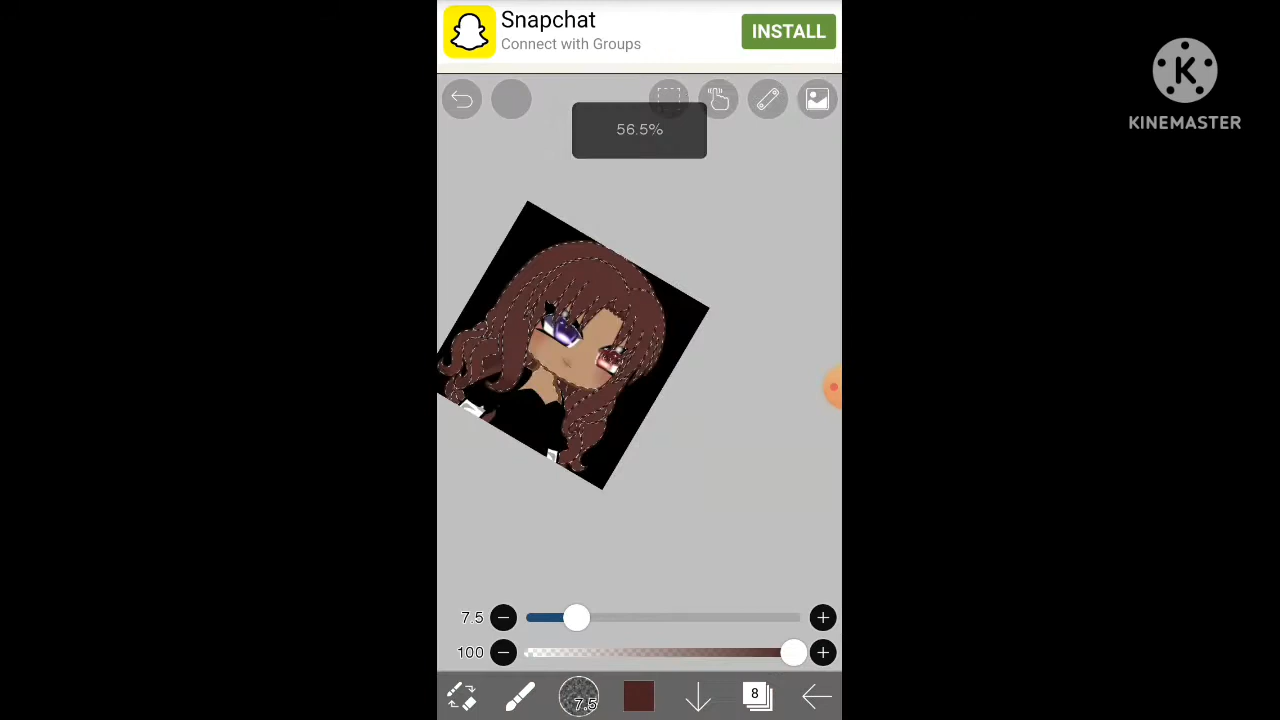 Snapchat
Connect with Groups
INSTALL
KINEMASTER
56.5%
7.5
100
7.5
8